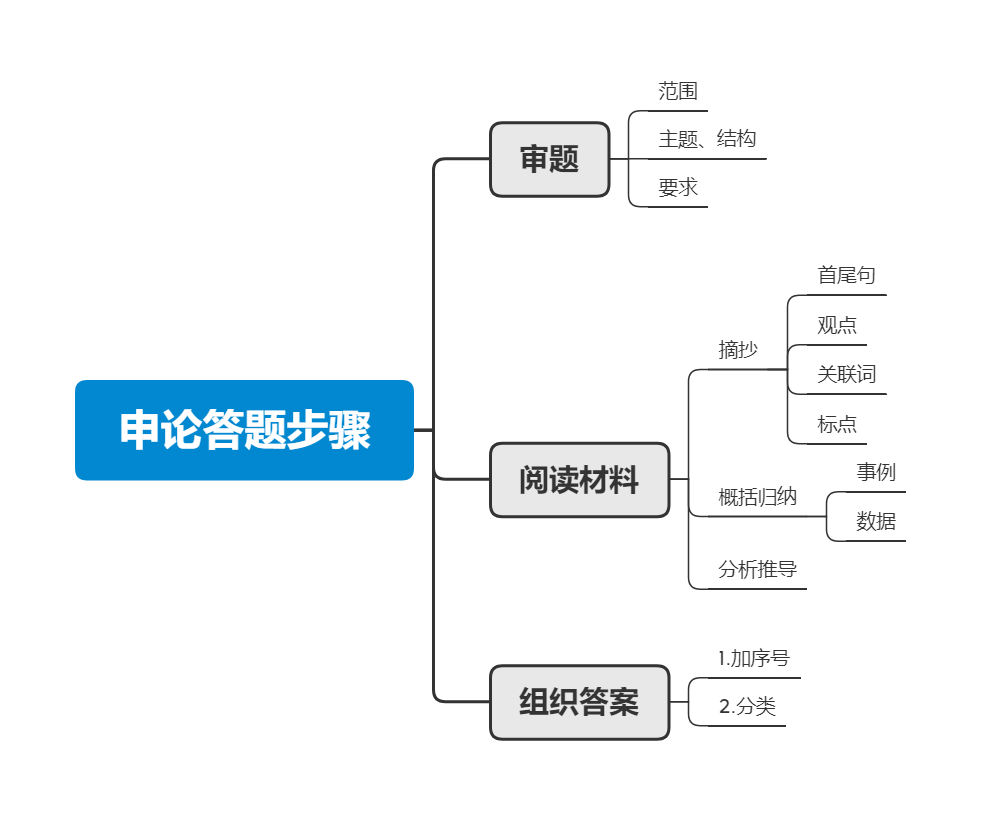 申论答题步骤
审题
范围
主题、结构
要求
阅读材料
摘抄
首尾句
观点
关联词
标点
概括归纳
事例
数据
分析推导
组织答案
1.加序号
2.分类